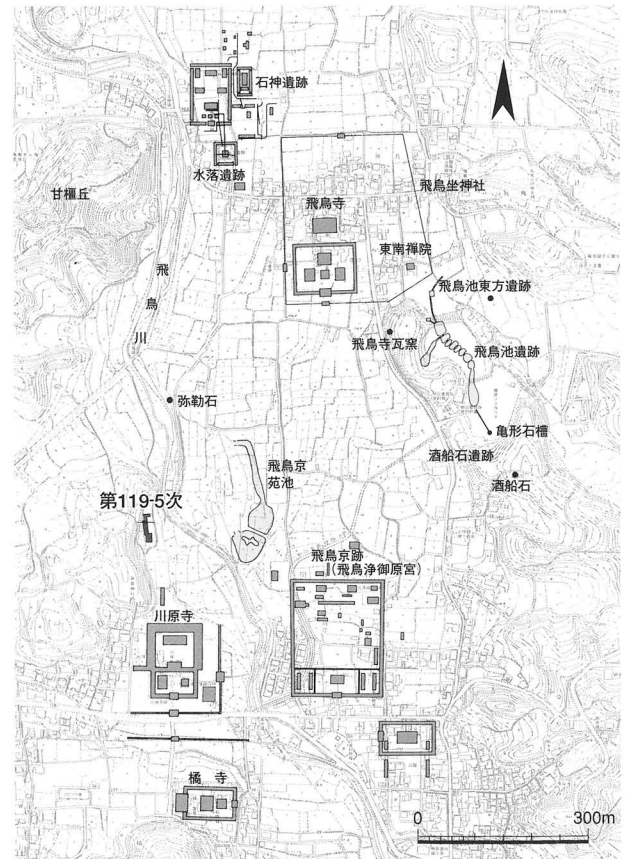 石神遺跡
水落遺跡
甘樫丘
飛鳥坐神社
飛鳥寺
東南禅院
飛鳥川
飛鳥池東方遺跡
飛鳥寺瓦窯
飛鳥池遺跡
弥勒石
亀形石槽
酒船石遺跡
飛鳥京
苑池
酒船石
第119-5次
飛鳥京跡
(飛鳥浄御原宮)
川原寺
橘寺
0 300m